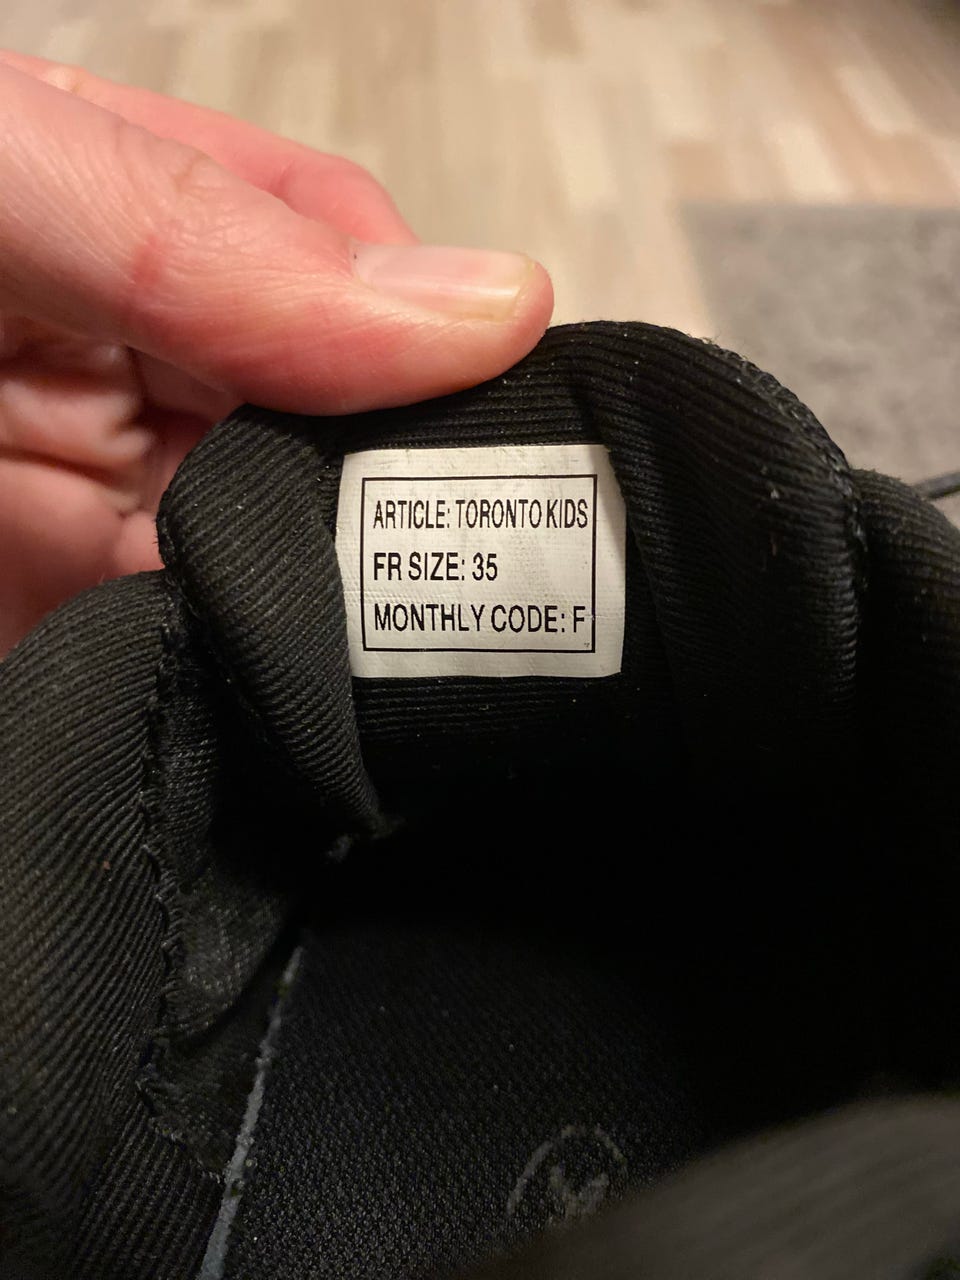 ARTICLE: TORONTO KIDS
FR SIZE: 35
MONTHLY CODE: F